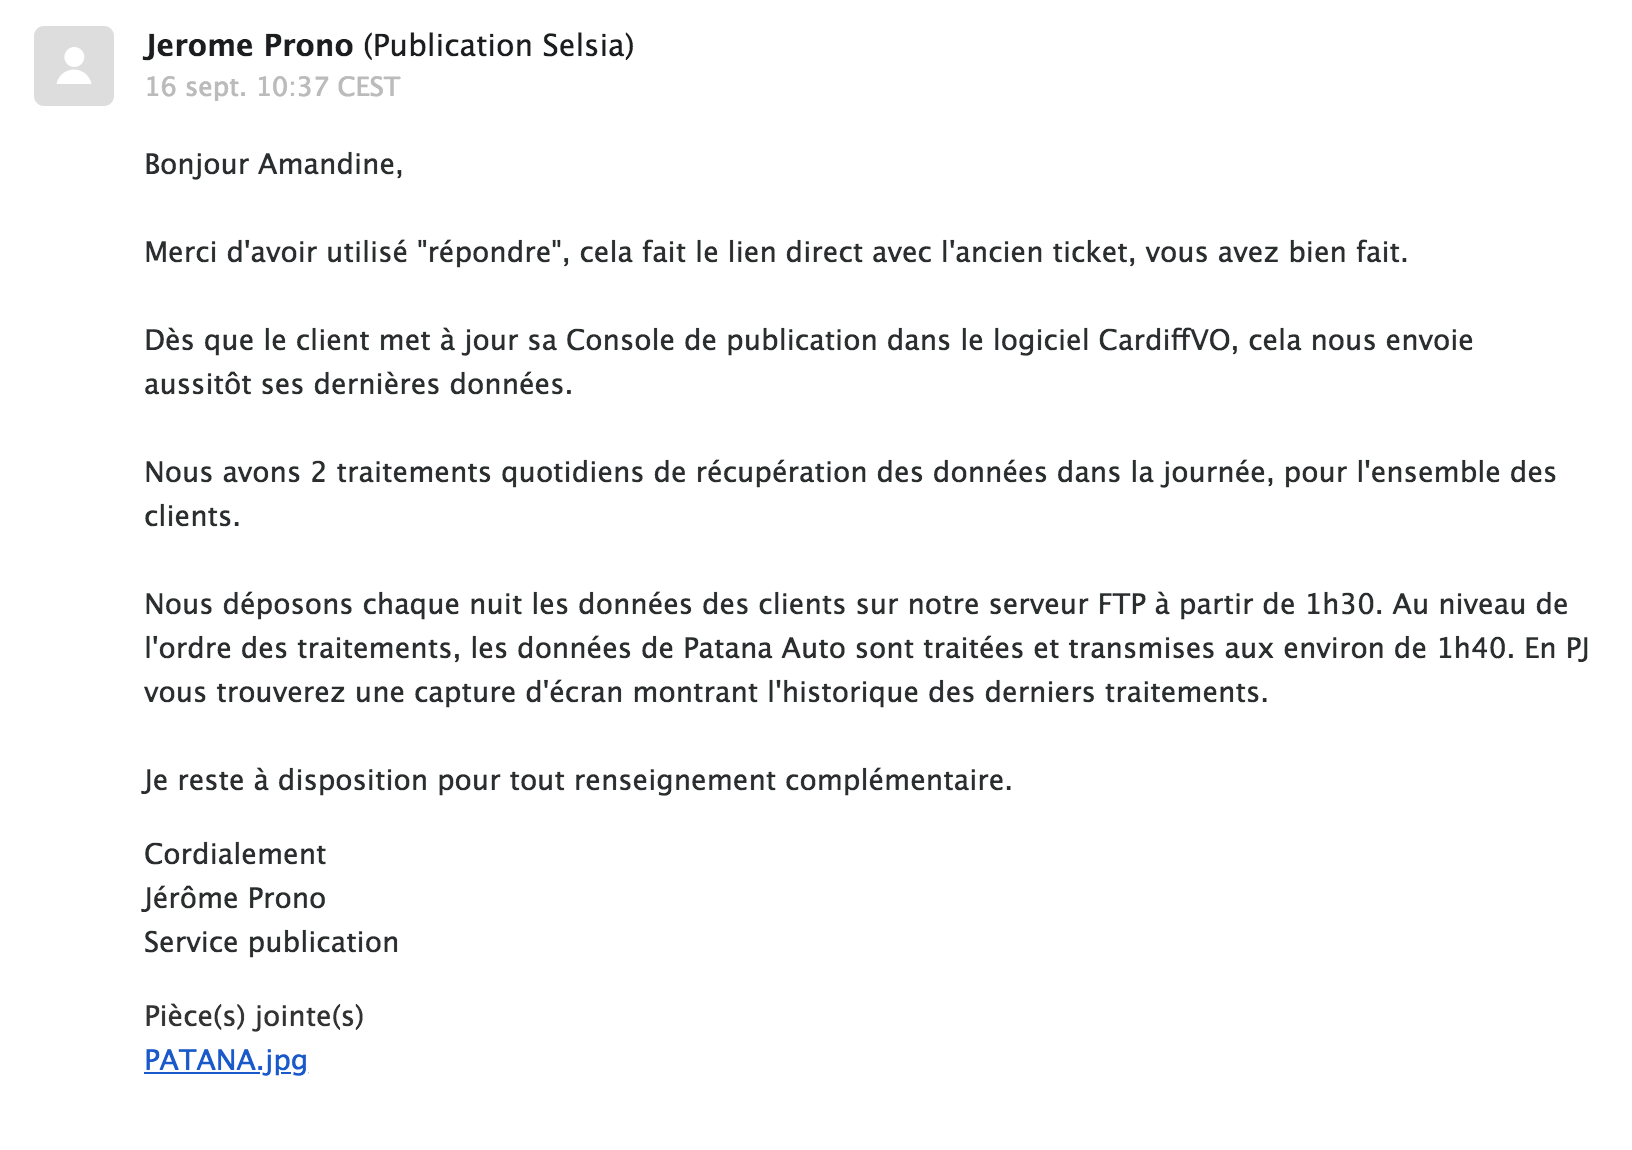 Jerome Prono (Publication Selsia)
16 sept. 10:37 CEST
Bonjour Amandine,
Merci d'avoir utilisé "répondre", cela fait le lien direct avec l'ancien ticket, vous avez bien fait.
Dès que le client met à jour sa Console de publication dans le logiciel CardiffVO, cela nous envoie
aussitôt ses dernières données.
Nous avons 2 traitements quotidiens de récupération des données dans la journée, pour l'ensemble des
clients.
Nous déposons chaque nuit les données des clients sur notre serveur FTP à partir de 1h30. Au niveau de
l'ordre des traitements, les données de Patana Auto sont traitées et transmises aux environ de 1h40. En PJ
vous trouverez une capture d'écran montrant l'historique des derniers traitements.
Je reste à disposition pour tout renseignement complémentaire.
Cordialement
Jérôme Prono
Service publication
Pièce(s) jointe(s)
PATANA.jpg